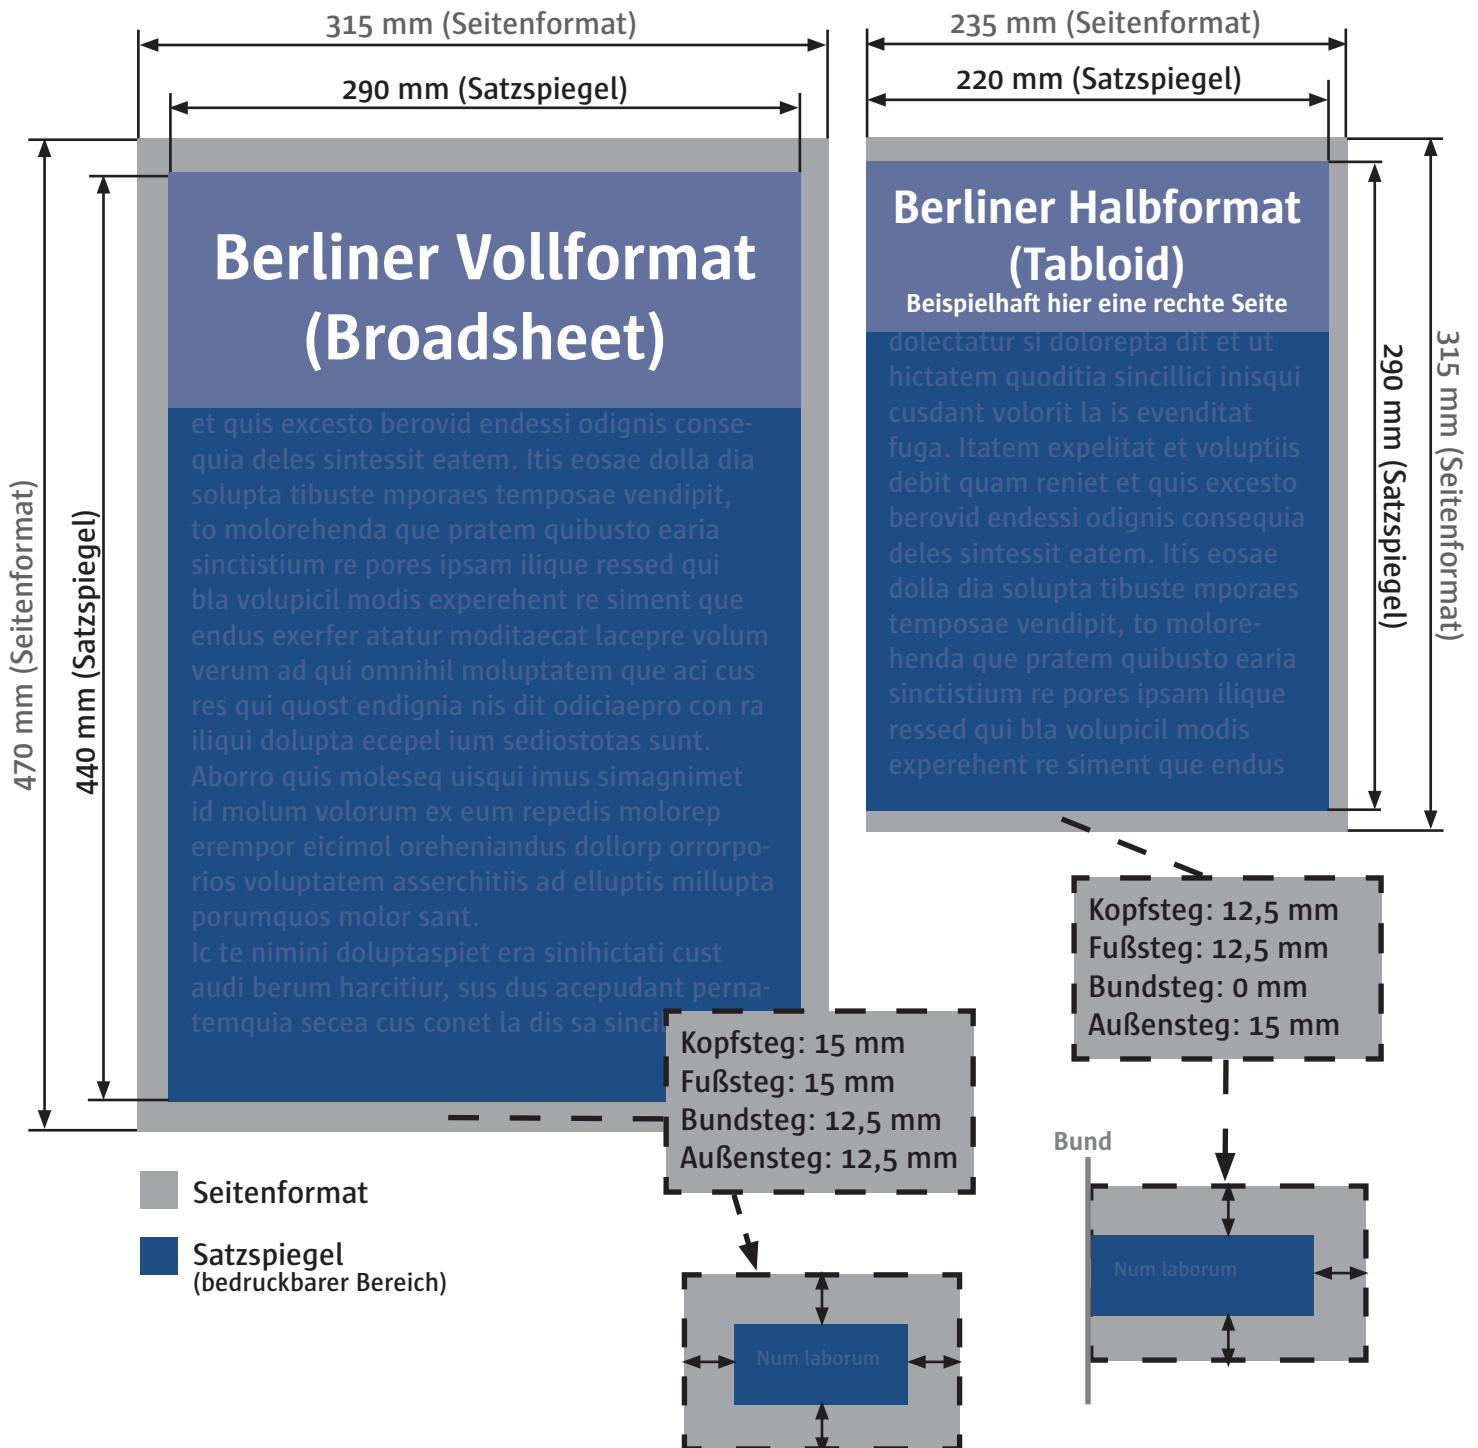 315 mm (Seitenformat)
290 mm (Satzspiegel)
470 mm (Seitenformat)
440 mm (Satzspiegel)
Berliner Vollformat
(Broadsheet)
et quis excesto berovid endessi odignis conse-
quia deles sintessit eatem. Itis eosae dolla dia
solupta tibuste mporaes temposae vendipit,
to molorehenda que pratem quibusto earia
sinctistium re pores ipsam ilique ressed qui
bla volupicil modis experehent re siment que
endus exerfer atatur moditaecat lacepre volum
verum ad qui omnihil moluptatem que aci cus
res qui quost endignia nis dit odiciaepro con ra
iliqui dolupta ecepel ium sediostotas sunt.
Aborro quis moleseq uisqui imus simagnimet
id molum volorum ex eum repedis molorep
erempor eicimol oreheniandus dollorp orrorpo-
rios voluptatem asserchitiis ad elluptis millupta
porumquos molor sant.
Ic te nimini doluptaspiet era sinihictati cust
audi berum harcitiur, sus dus acepudant perna-
temquia secea cus conet la dis sa sinci
Kopfsteg: 15 mm
Fußsteg: 15 mm
Bundsteg: 12,5 mm
Außensteg: 12,5 mm
Num laborum
Seitenformat
Satzspiegel
(bedruckbarer Bereich)
235 mm (Seitenformat)
220 mm (Satzspiegel)
Berliner Halbformat
(Tabloid)
Beispielhaft hier eine rechte Seite
dolectatur si dolorepta dit et ut
hictatem quoditia sincillici inisqui
cusdant volorit la is evenditat
fuga. Itatem expelitat et voluptiis
debit quam reniet et quis excesto
berovid endessi odignis consequia
deles sintessit eatem. Itis eosae
dolla dia solupta tibuste mporaes
temposae vendipit, to molore-
henda que pratem quibusto earia
sinctistium re pores ipsam ilique
ressed qui bla volupicil modis
experehent re siment que endus
290 mm (Satzspiegel)
315 mm (Seitenformat)
Kopfsteg: 12,5 mm
Fußsteg: 12,5 mm
Bundsteg: 0 mm
Außensteg: 15 mm
Bund
Num laborum